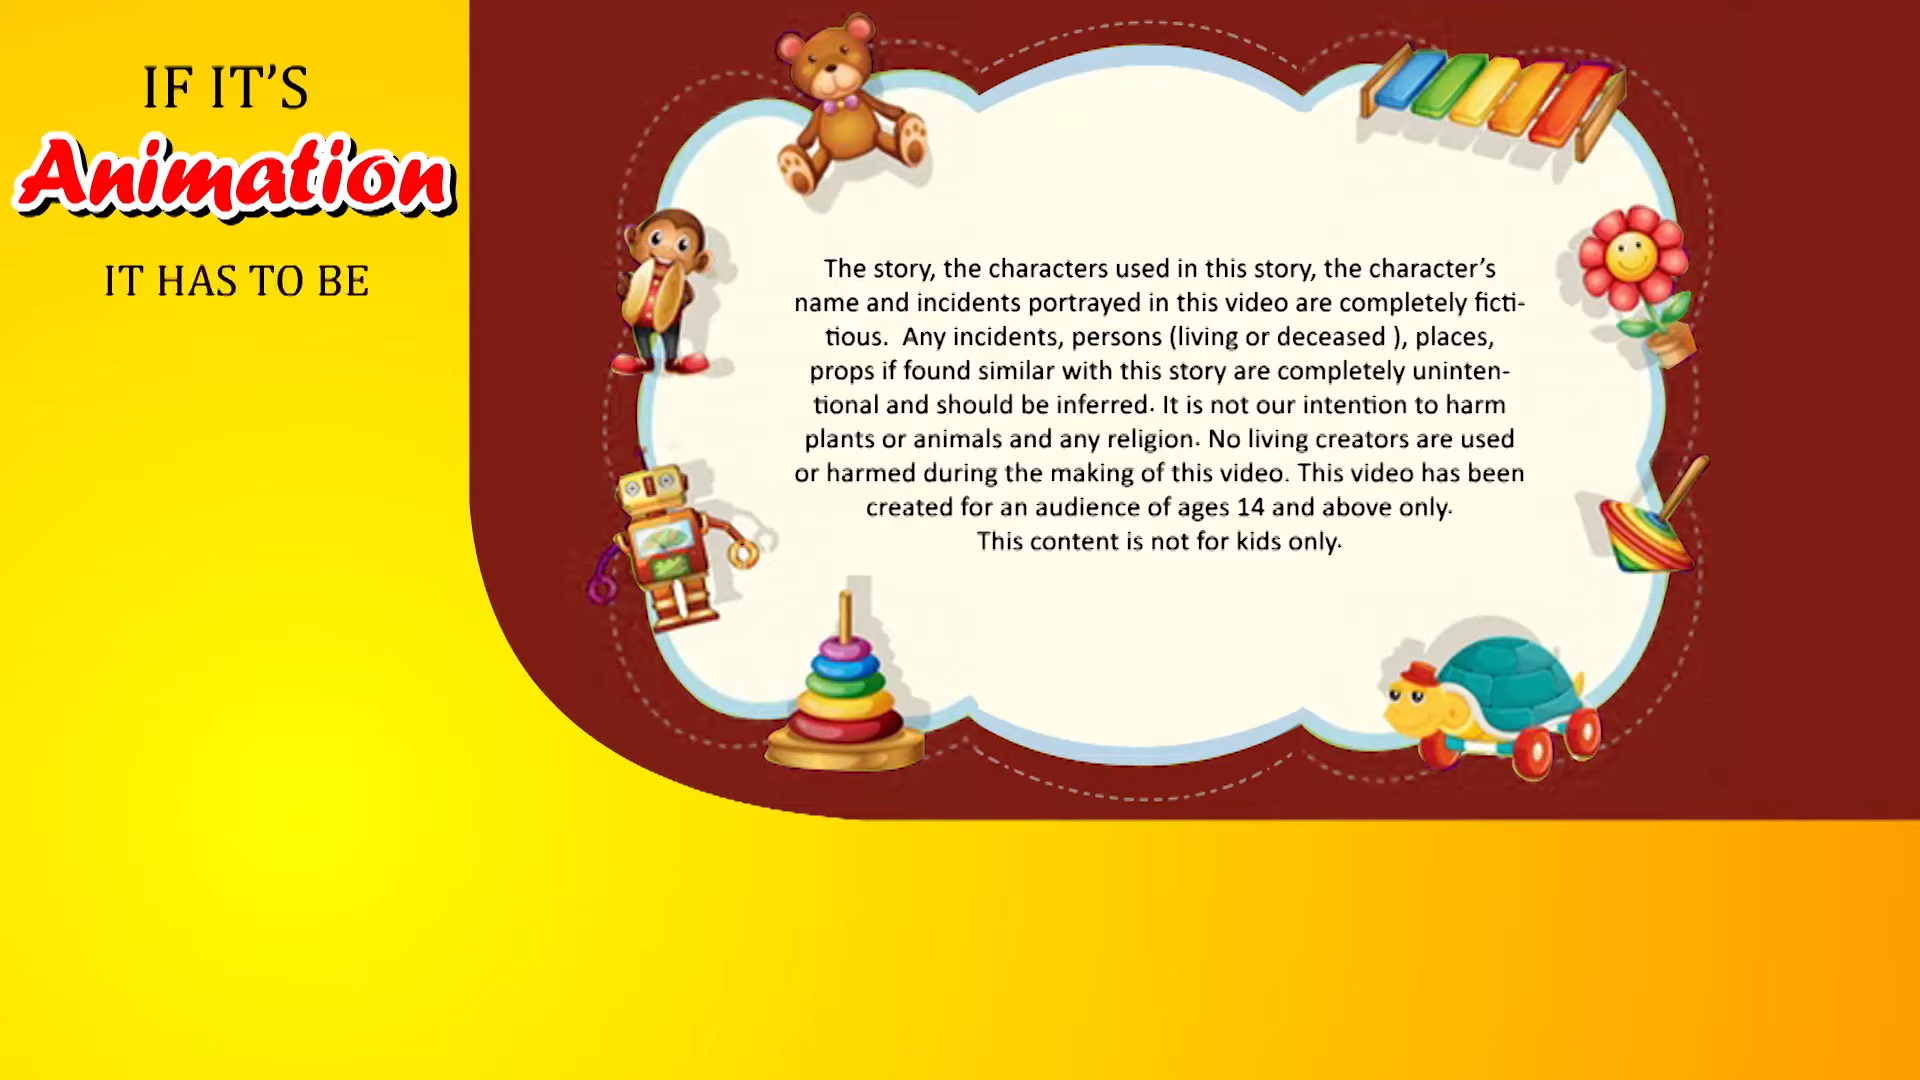 IF IT’S
Animation
IT HAS TO BE
The story, the characters used in this story, the character’s
name and incidents portrayed in this video are completely ficti-
tious.  Any incidents, persons (living or deceased ), places,
props if found similar with this story are completely uninten-
tional and should be inferred. It is not our intention to harm
plants or animals and any religion. No living creators are used
or harmed during the making of this video. This video has been
created for an audience of ages 14 and above only.
This content is not for kids only.